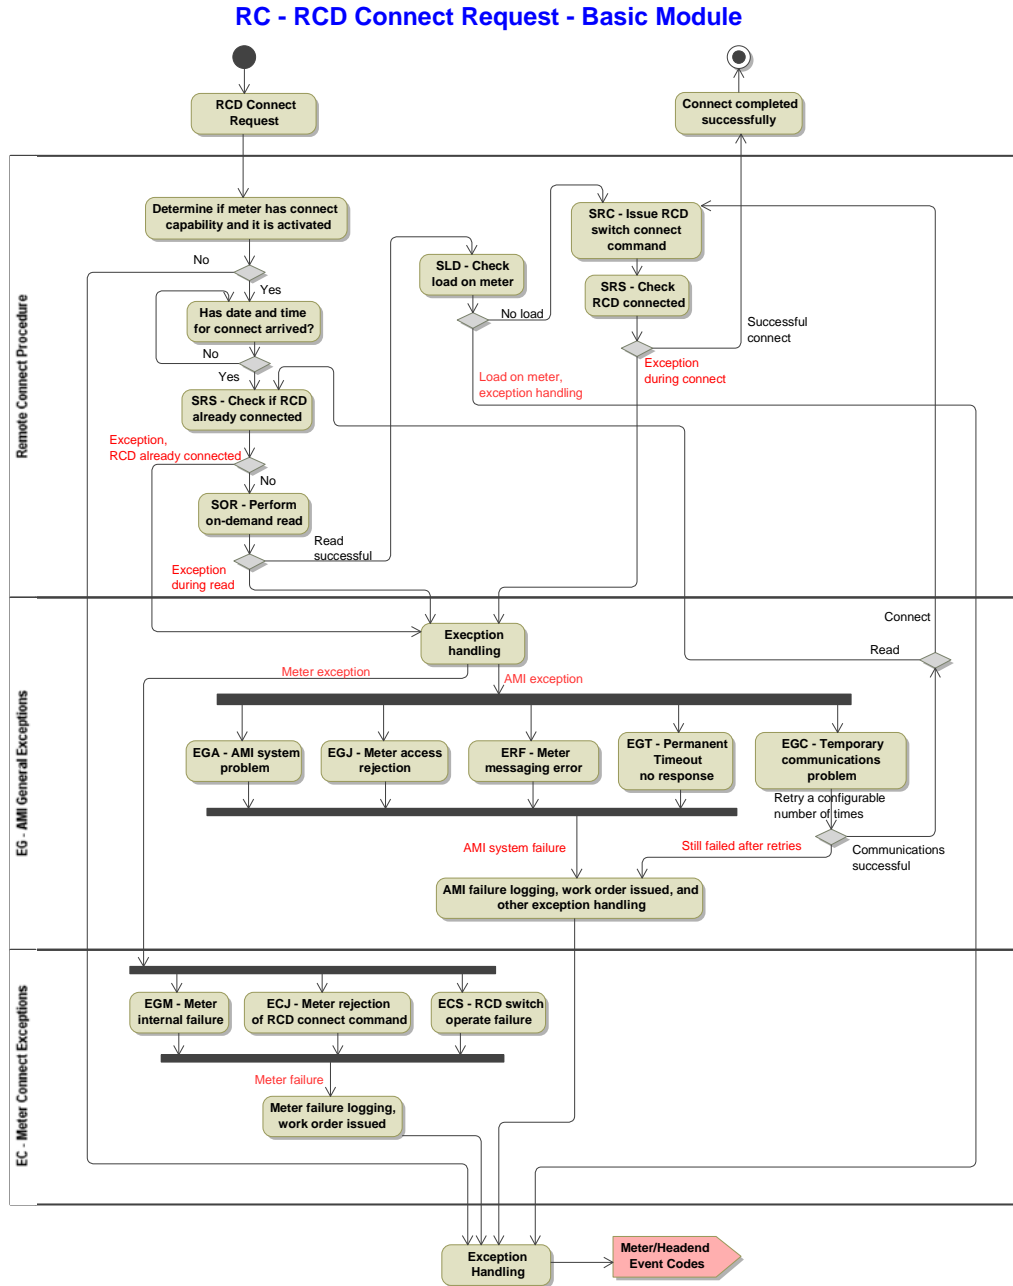 RC - RCD Connect Request - Basic Module
RCD Connect
Request
Connect completed
successfully
Remote Connect Procedure
Determine if meter has connect
capability and it is activated
No
Yes
Has date and time
for connect arrived?
No
Yes
SRS - Check if RCD
already connected
Exception,
RCD already connected
No
SOR - Perform
on-demand read
Read
successful
Exception
during read
SLD - Check
load on meter
No load
Load on meter,
exception handling
SRC - Issue RCD
switch connect
command
SRS - Check
RCD connected
Successful
connect
Exception
during connect
EG - AMI General Exceptions
Execption
handling
Connect
Read
Meter exception
AMI exception
EGA - AMI system
problem
EGJ - Meter access
rejection
ERF - Meter
messaging error
EGT - Permanent
Timeout
no response
EGC - Temporary
communications
problem
Retry a configurable
number of times
AMI system failure
Still failed after retries
Communications
successful
AMI failure logging, work order issued, and
other exception handling
EC - Meter Connect Exceptions
EGM - Meter
internal failure
ECJ - Meter rejection
of RCD connect command
ECS - RCD switch
operate failure
Meter failure
Meter failure logging,
work order issued
Exception
Handling
Meter/Headend
Event Codes